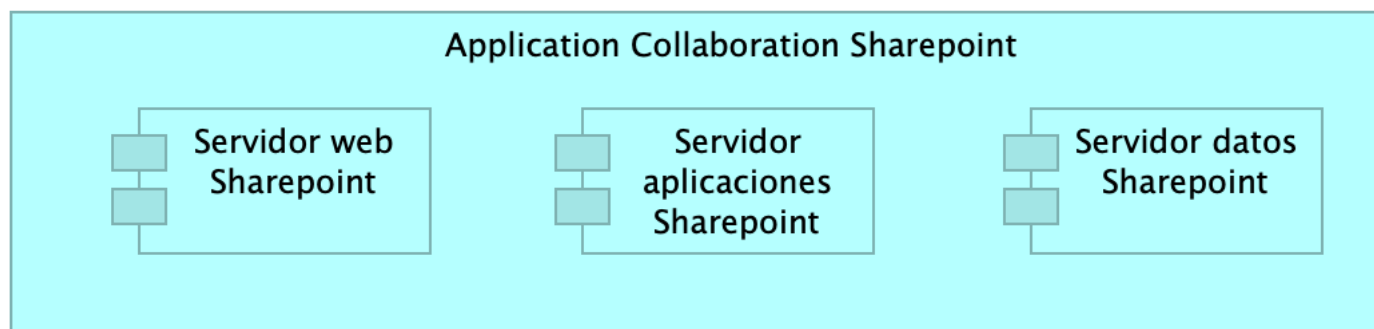 Application Collaboration Sharepoint
Servidor web
Sharepoint
Servidor
aplicaciones
Sharepoint
Servidor datos
Sharepoint